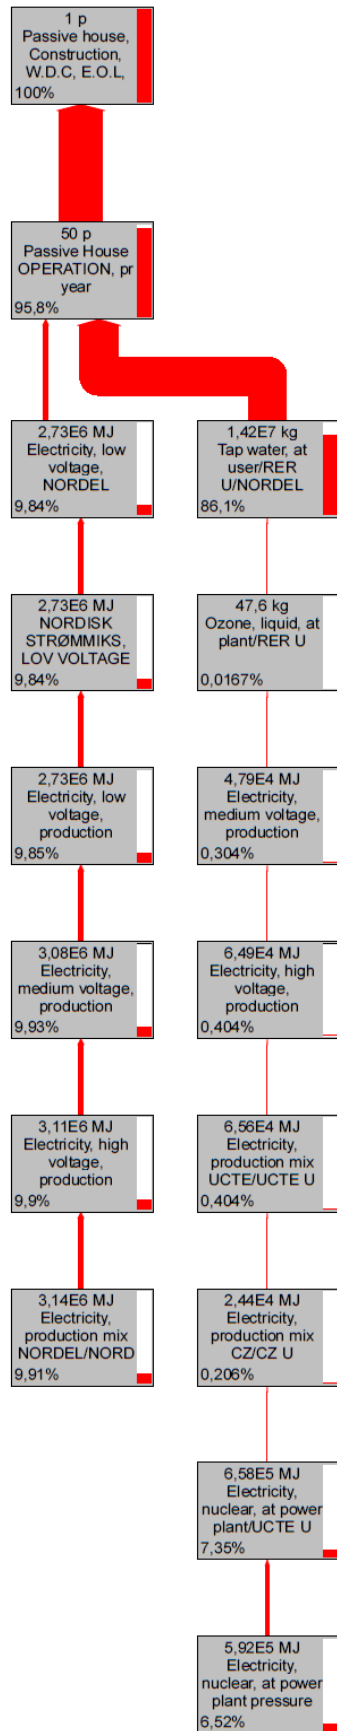 1 p
Passive house,
Construction,
W.D.C, E.O.L,
100%
50 p
Passive House
OPERATION, pr
year
95,8%
2,73E6 MJ
Electricity, low
voltage,
NORDEL
9,84%
1,42E7 kg
Tap water, at
user/RER
U/NORDEL
86,1%
2,73E6 MJ
NORDISK
STRØMMIKS,
LOV VOLTAGE
9,84%
47,6 kg
Ozone, liquid, at
plant/RER U
0,0167%
2,73E6 MJ
Electricity, low
voltage,
production
9,85%
4,79E4 MJ
Electricity,
medium voltage,
production
0,304%
3,08E6 MJ
Electricity,
medium voltage,
production
9,93%
6,49E4 MJ
Electricity, high
voltage,
production
0,404%
3,11E6 MJ
Electricity, high
voltage,
production
9,9%
6,56E4 MJ
Electricity,
production mix
UCTE/UCTE U
0,404%
3,14E6 MJ
Electricity,
production mix
NORDEL/NORD
9,91%
2,44E4 MJ
Electricity,
production mix
CZ/CZ U
0,206%
6,58E5 MJ
Electricity,
nuclear, at power
plant/UCTE U
7,35%
5,92E5 MJ
Electricity,
nuclear, at power
plant pressure
6,52%